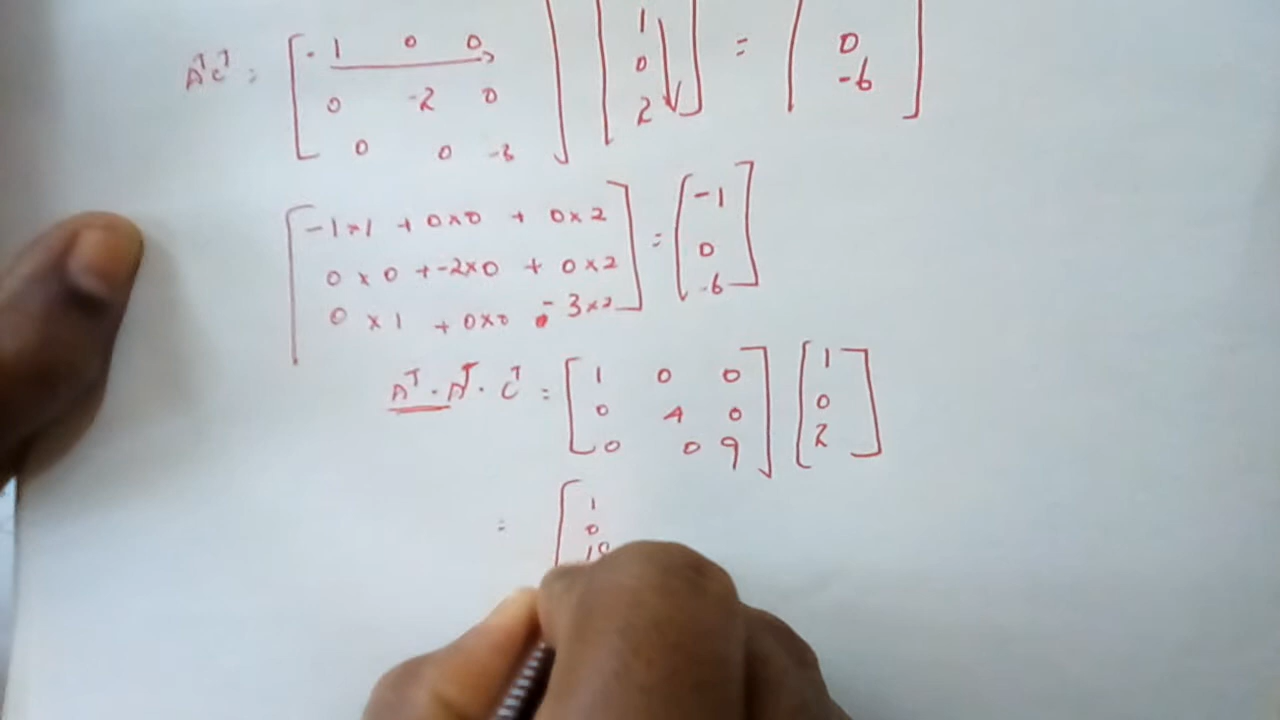 AᵀCᵀ = [ -1 0 0 ] [ 1 ] = [
0 -2 0 0 0
0 0 -3 2 -6
[ -1×1 + 0×0 + 0×2 ] = [ -1 ]
0 × 0 + -2×0 + 0×2 0
0 × 1 + 0×0 - 3×2 -6
Aᵀ · Aᵀ · Cᵀ = [ 1 0 0 ] [ 1 ]
0 4 0 0
0 0 9 2
= [ 1
0
18